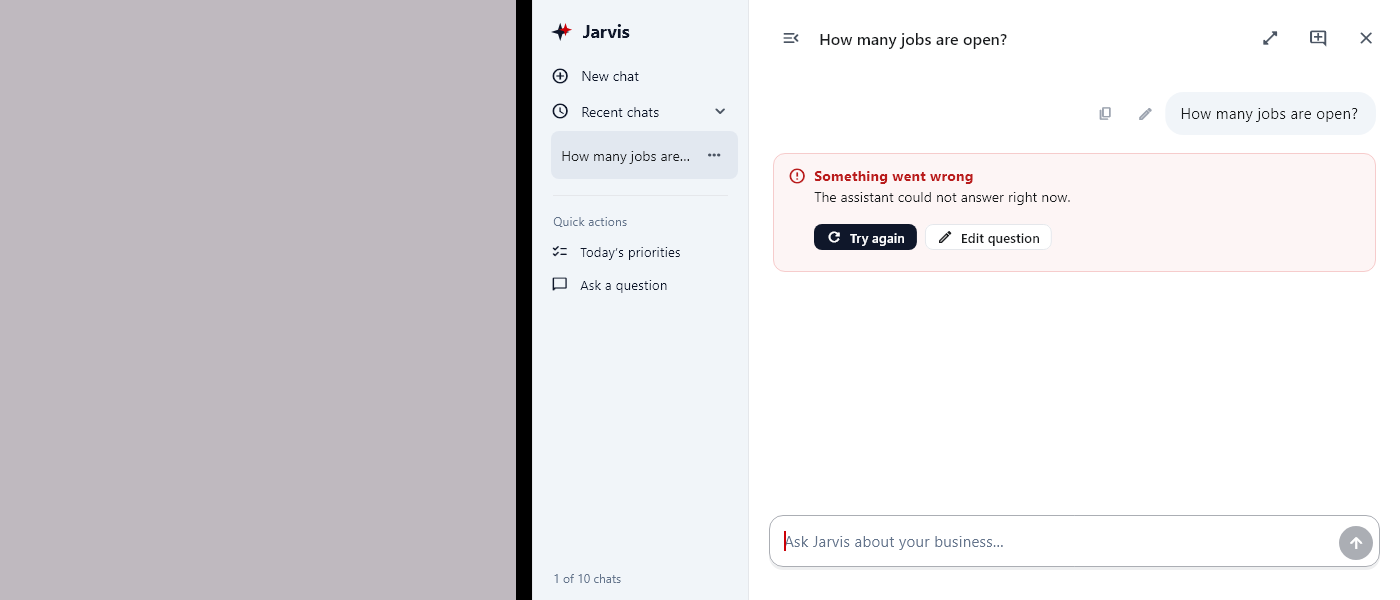 Jarvis
New chat
Recent chats
How many jobs are...
Quick actions
Today's priorities
Ask a question
1 of 10 chats
How many jobs are open?
How many jobs are open?
Something went wrong
The assistant could not answer right now.
Try again
Edit question
Ask Jarvis about your business...